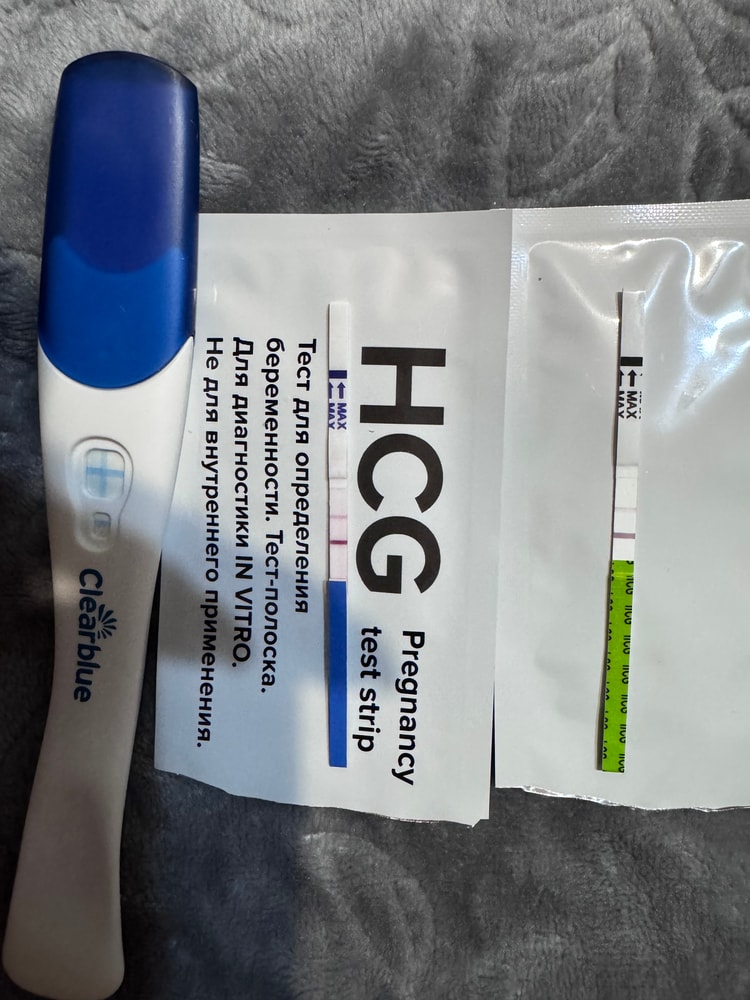 Clearblue
HCG
Pregnancy
test strip
Тест для определения
беременности. Тест-полоска.
Для диагностики IN VITRO.
Не для внутреннего применения.
MAX
MAX
MAX